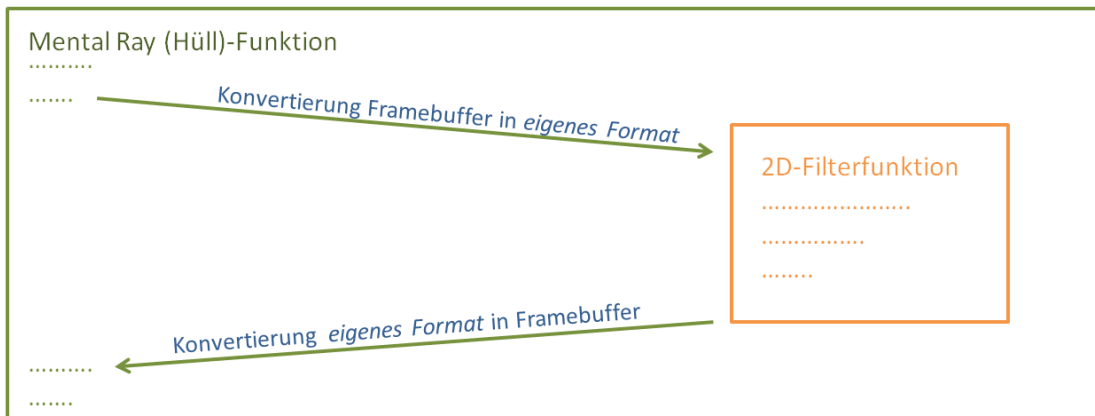 Mental Ray (Hüll)-Funktion
..........
.......
Konvertierung Framebuffer in eigenes Format
2D-Filterfunktion
.......................
................
........
Konvertierung eigenes Format in Framebuffer
..........
.......